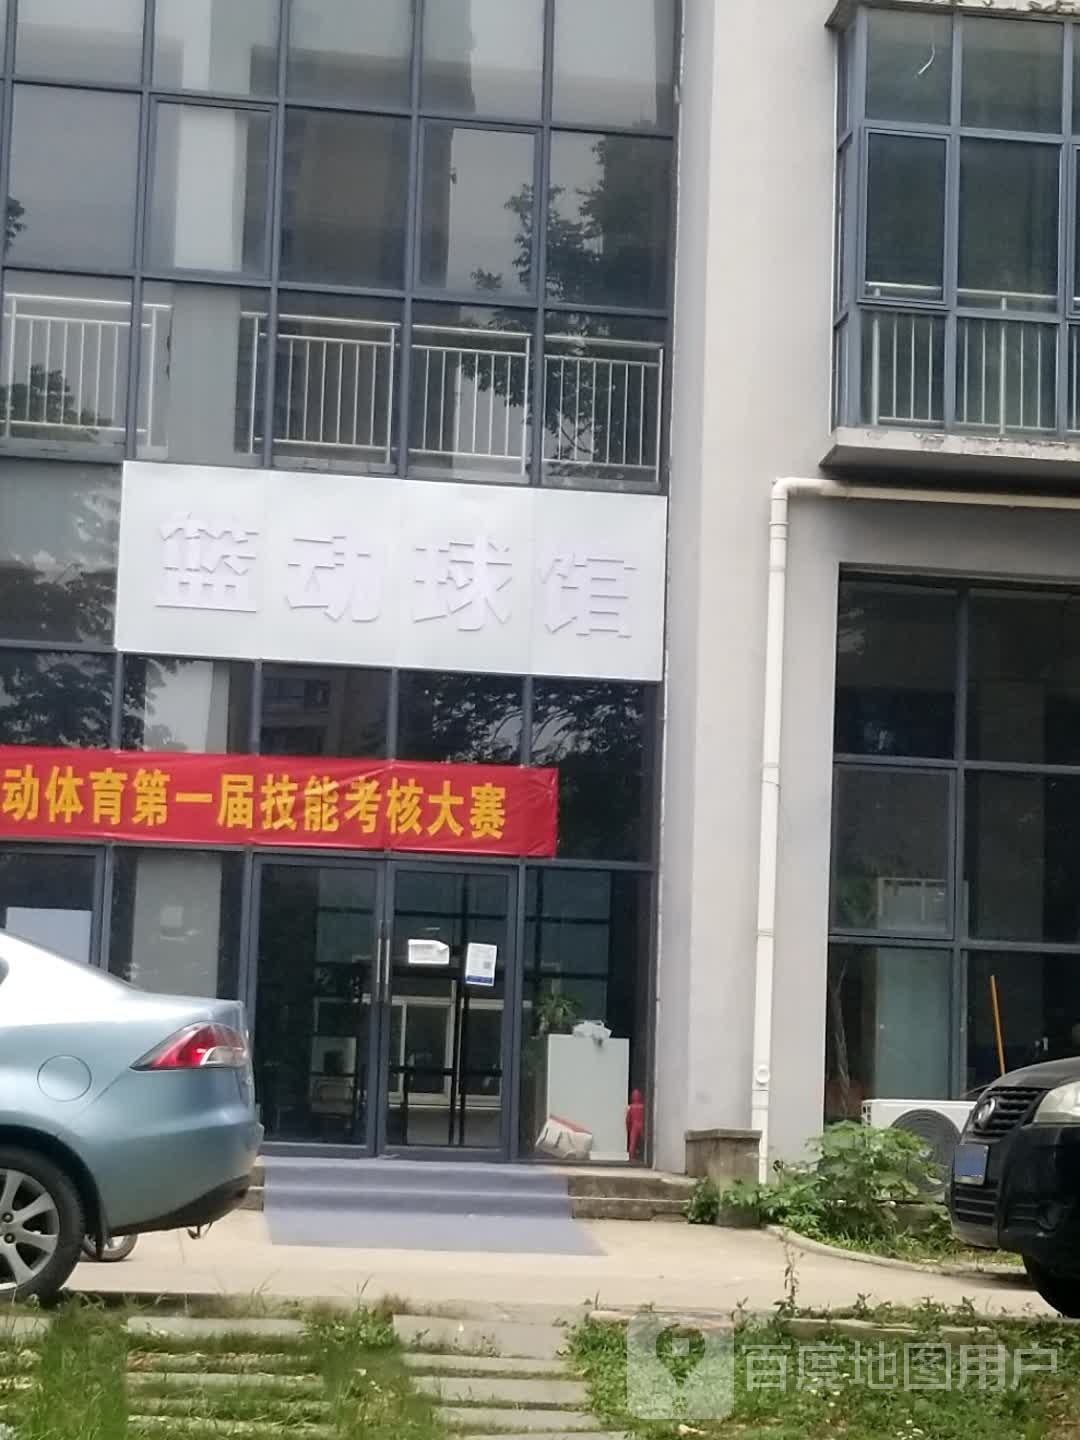 篮动球馆
动体育第一届技能考核大赛
百度地图用户